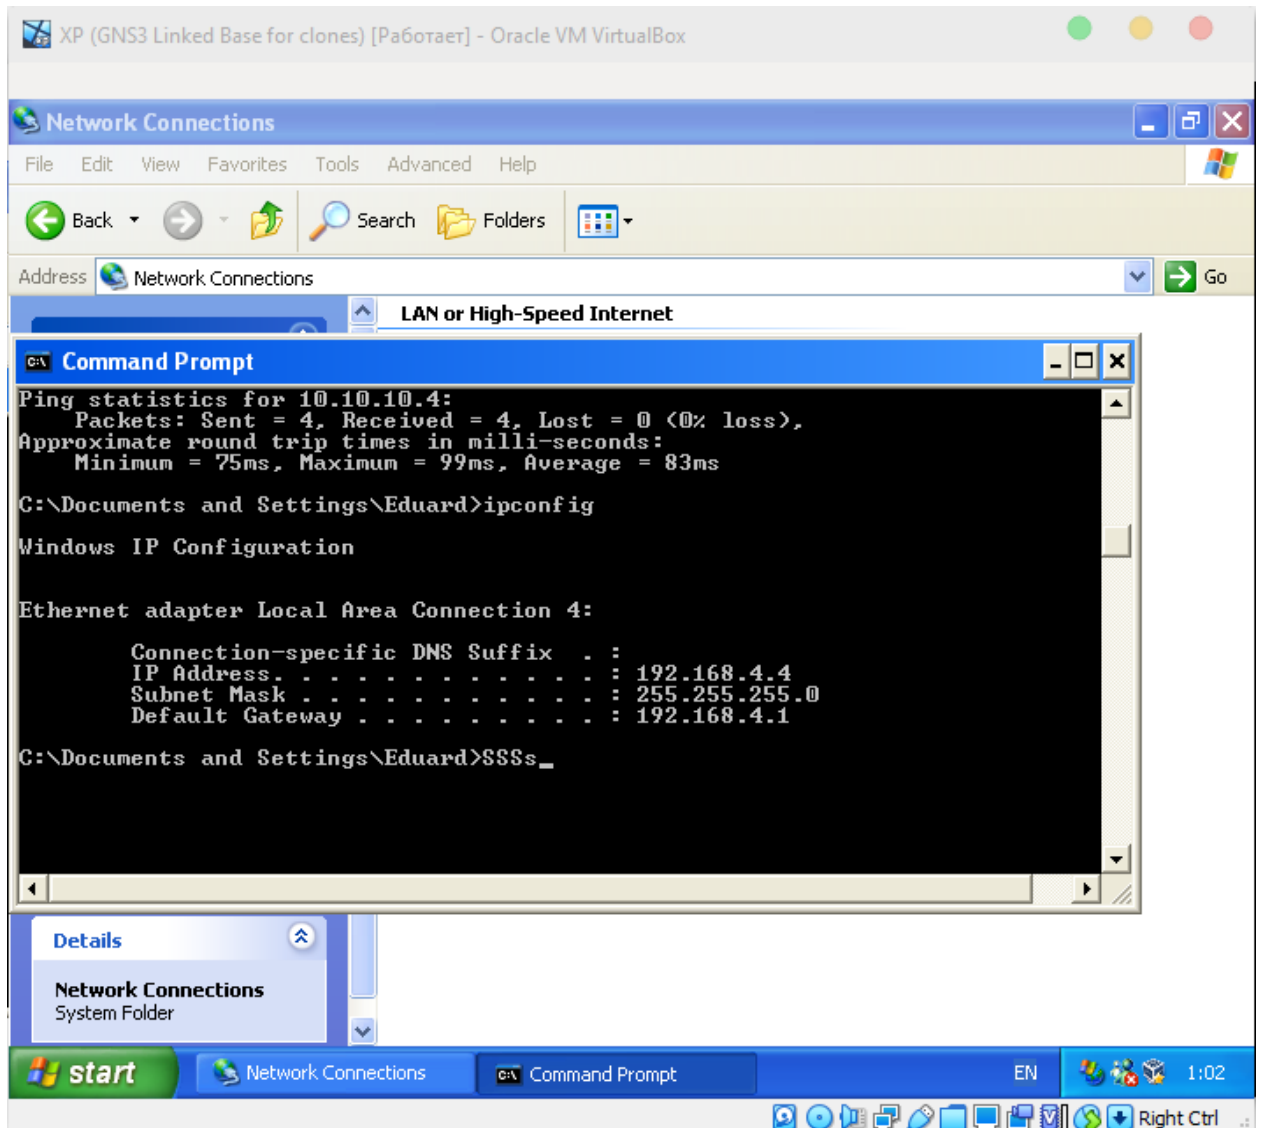 XP (GNS3 Linked Base for clones) [Работает] - Oracle VM VirtualBox
Network Connections
File Edit View Favorites Tools Advanced Help
Back Search Folders
Address Network Connections Go
LAN or High-Speed Internet
Command Prompt
Ping statistics for 10.10.10.4:
Packets: Sent = 4, Received = 4, Lost = 0 (0% loss),
Approximate round trip times in milli-seconds:
Minimum = 75ms, Maximum = 99ms, Average = 83ms
C:\Documents and Settings\Eduard>ipconfig
Windows IP Configuration
Ethernet adapter Local Area Connection 4:
Connection-specific DNS Suffix . :
IP Address. . . . . . . . . . . . : 192.168.4.4
Subnet Mask . . . . . . . . . . . : 255.255.255.0
Default Gateway . . . . . . . . . : 192.168.4.1
C:\Documents and Settings\Eduard>SSSs_
Details
Network Connections
System Folder
start Network Connections Command Prompt EN 1:02
Right Ctrl